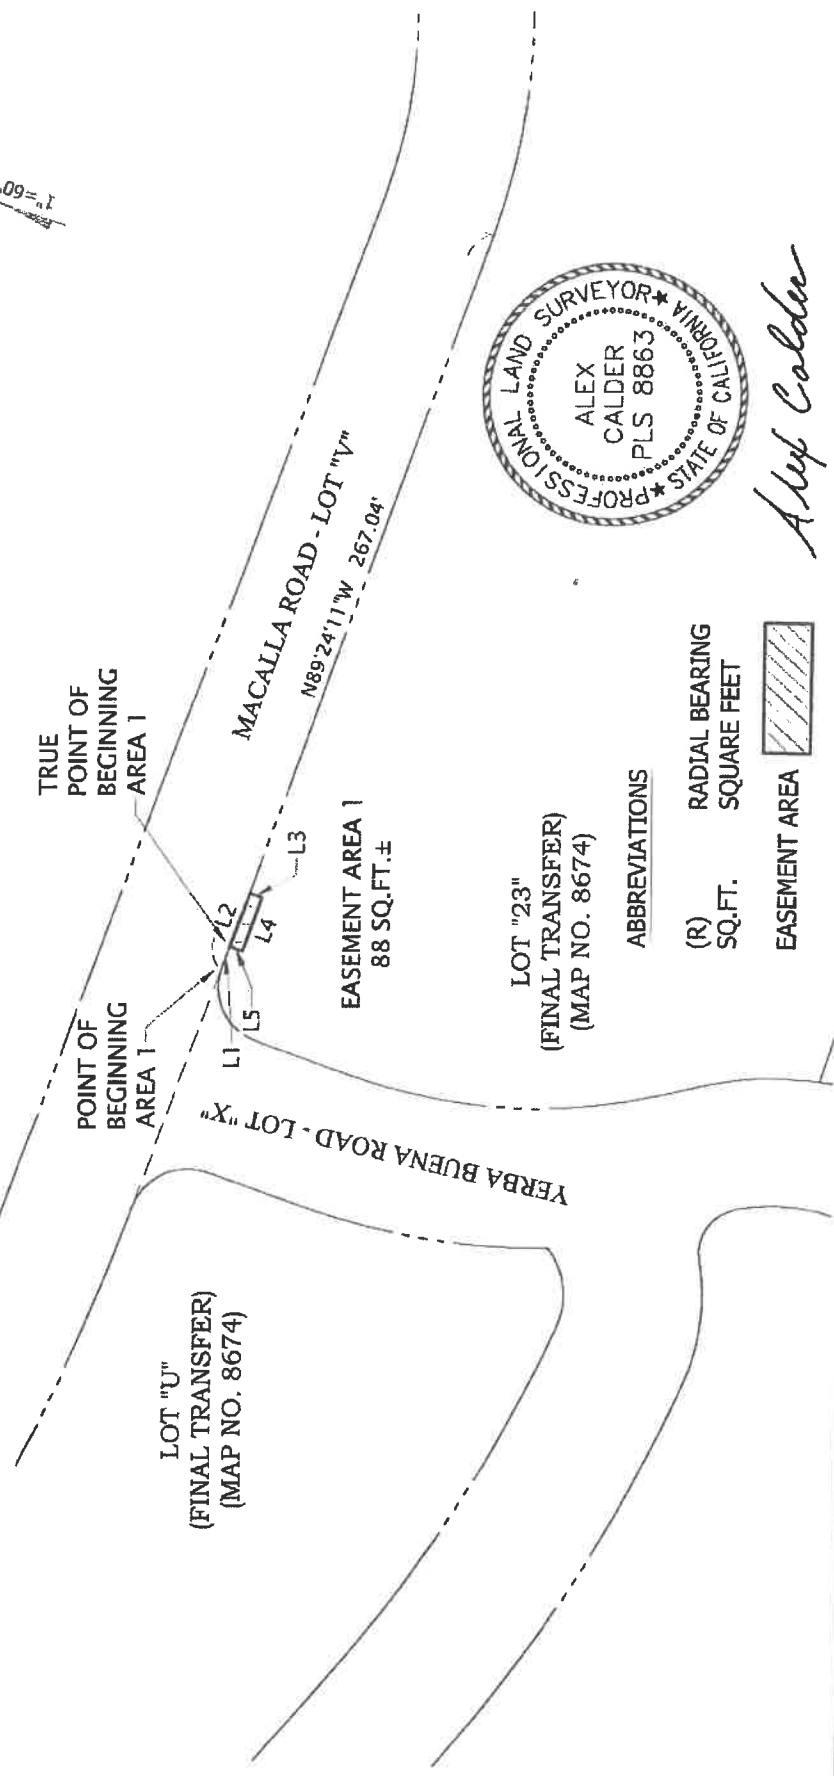 1"=60'
TRUE
POINT OF
BEGINNING
AREA 1
POINT OF
BEGINNING
AREA 1
MACALLA ROAD - LOT "V"
N89°24'11"W 267.04'
L1
L2
L3
L4
L5
EASEMENT AREA 1
88 SQ.FT.±
YERBA BUENA ROAD - LOT "X"
LOT "U"
(FINAL TRANSFER)
(MAP NO. 8674)
LOT "23"
(FINAL TRANSFER)
(MAP NO. 8674)
ABBREVIATIONS
(R) RADIAL BEARING
SQ.FT. SQUARE FEET
EASEMENT AREA
PROFESSIONAL LAND SURVEYOR
STATE OF CALIFORNIA
ALEX
CALDER
PLS 8863
Alex Calder